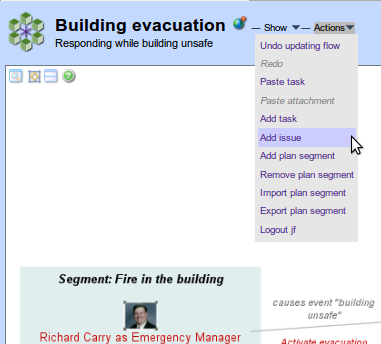 Building evacuation
— Show — Actions
Responding while building unsafe
Undo updating flow
Redo
Paste task
Paste attachment
Add task
Add issue
Add plan segment
Remove plan segment
Import plan segment
Export plan segment
Logout jf
Segment: Fire in the building
causes event "building
unsafe"
Richard Carry as Emergency Manager
Activate evacuation